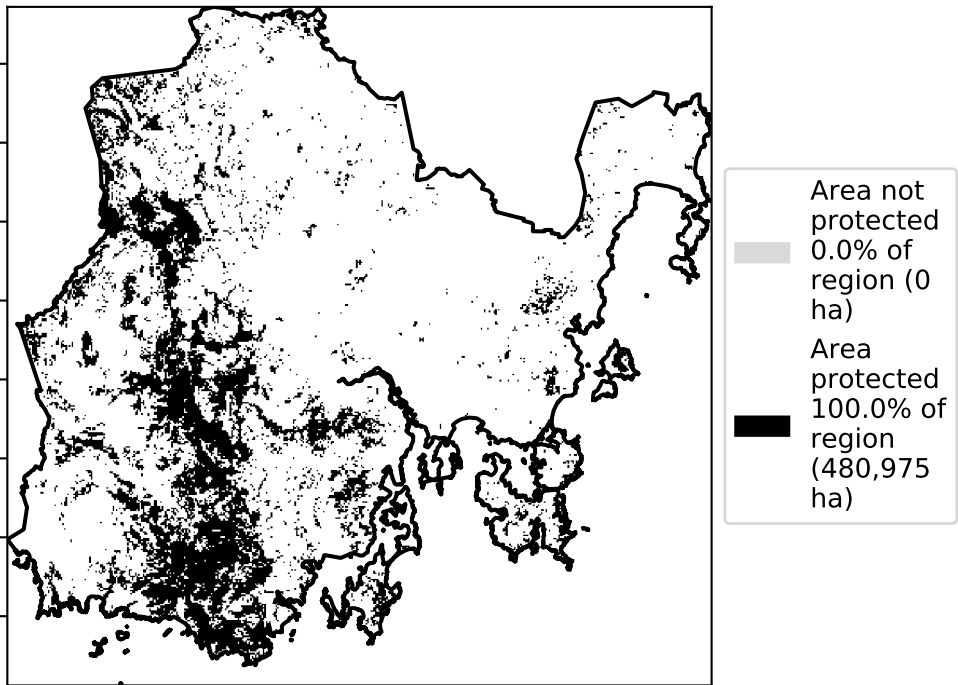 Area not
protected
0.0% of
region (0
ha)
Area
protected
100.0% of
region
(480,975
ha)